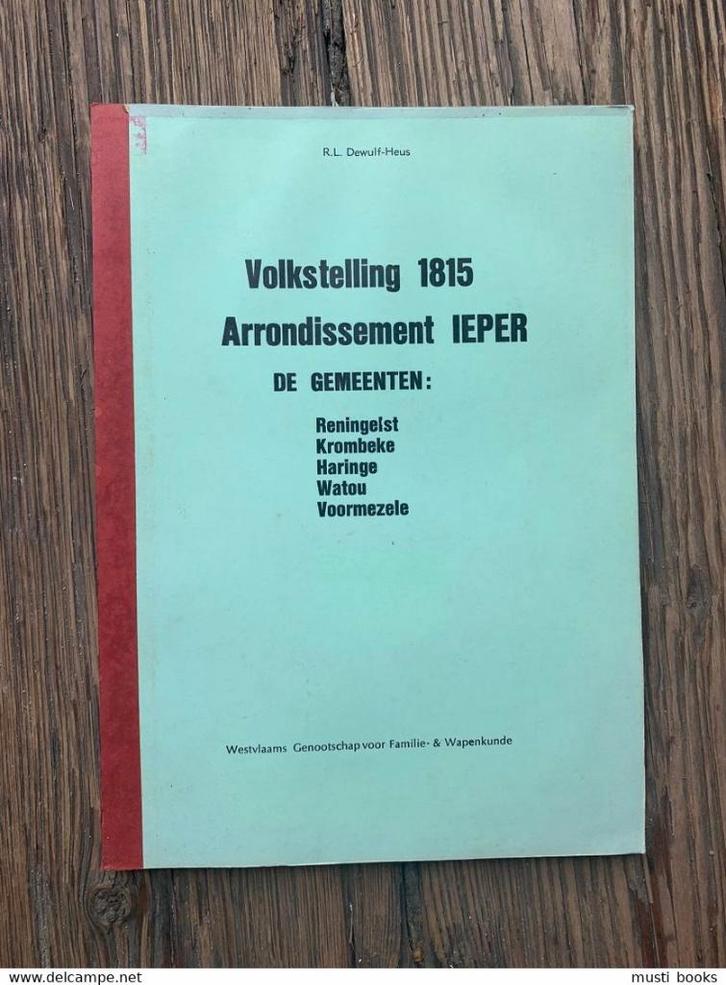 R.L. Dewulf-Heus
Volkstelling 1815
Arrondissement IEPER
DE GEMEENTEN:
Reningelst
Krombeke
Haringe
Watou
Voormezele
Westvlaams Genootschap voor Familie- & Wapenkunde
www.delcampe.net
musti books